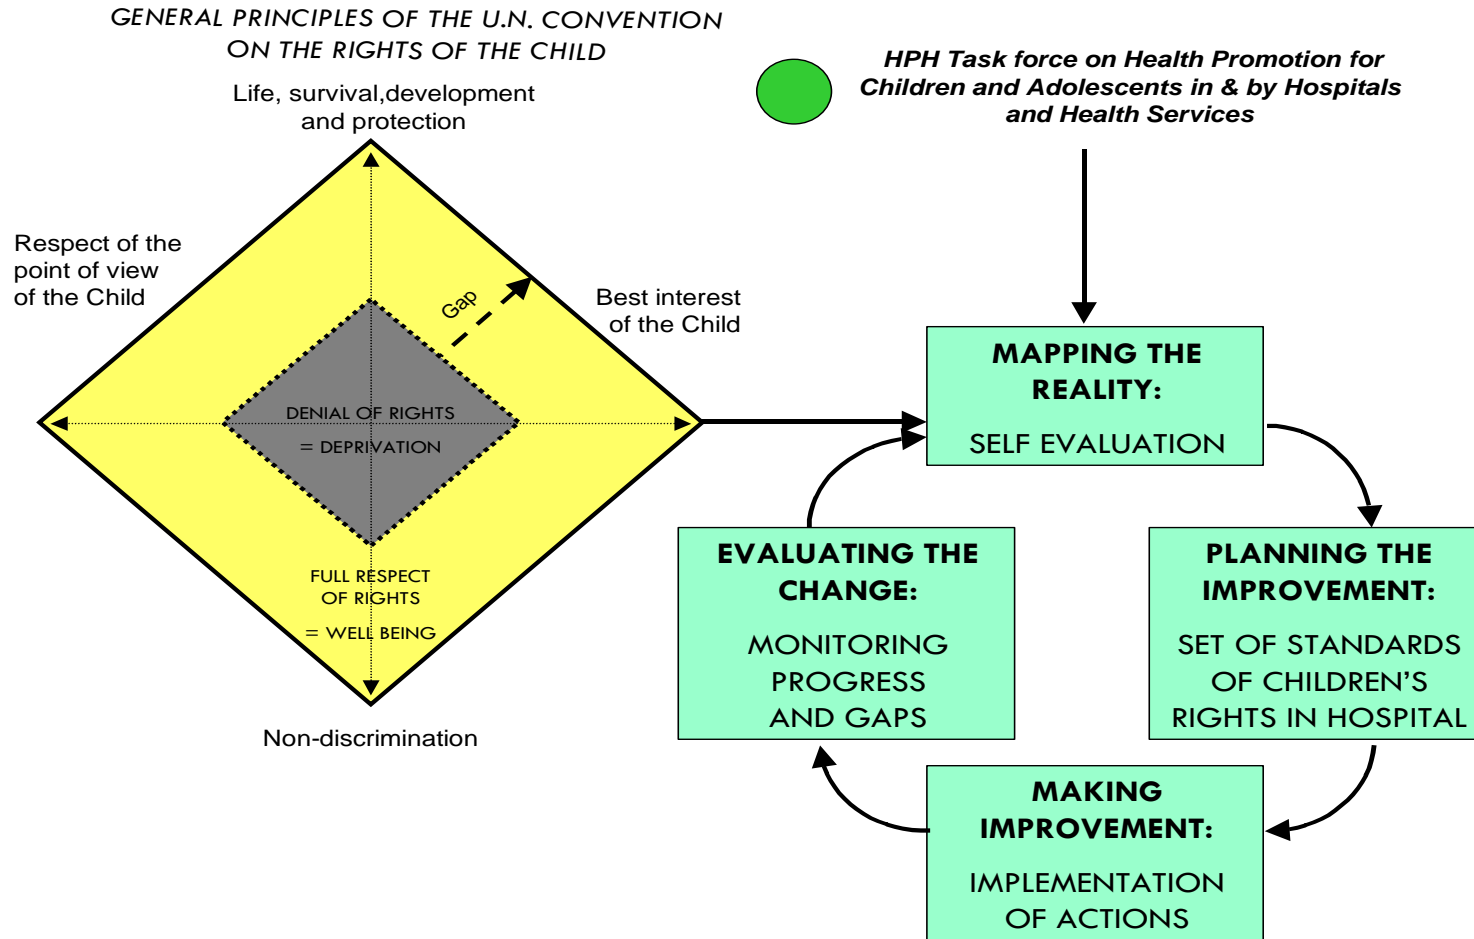 GENERAL PRINCIPLES OF THE U.N. CONVENTION
ON THE RIGHTS OF THE CHILD
Life, survival,development
and protection
Respect of the
point of view
of the Child
Gap
Best interest
of the Child
DENIAL OF RIGHTS
= DEPRIVATION
FULL RESPECT
OF RIGHTS
= WELL BEING
Non-discrimination
HPH Task force on Health Promotion for
Children and Adolescents in & by Hospitals
and Health Services
MAPPING THE
REALITY:
SELF EVALUATION
EVALUATING THE
CHANGE:
MONITORING
PROGRESS
AND GAPS
PLANNING THE
IMPROVEMENT:
SET OF STANDARDS
OF CHILDREN’S
RIGHTS IN HOSPITAL
MAKING
IMPROVEMENT:
IMPLEMENTATION
OF ACTIONS